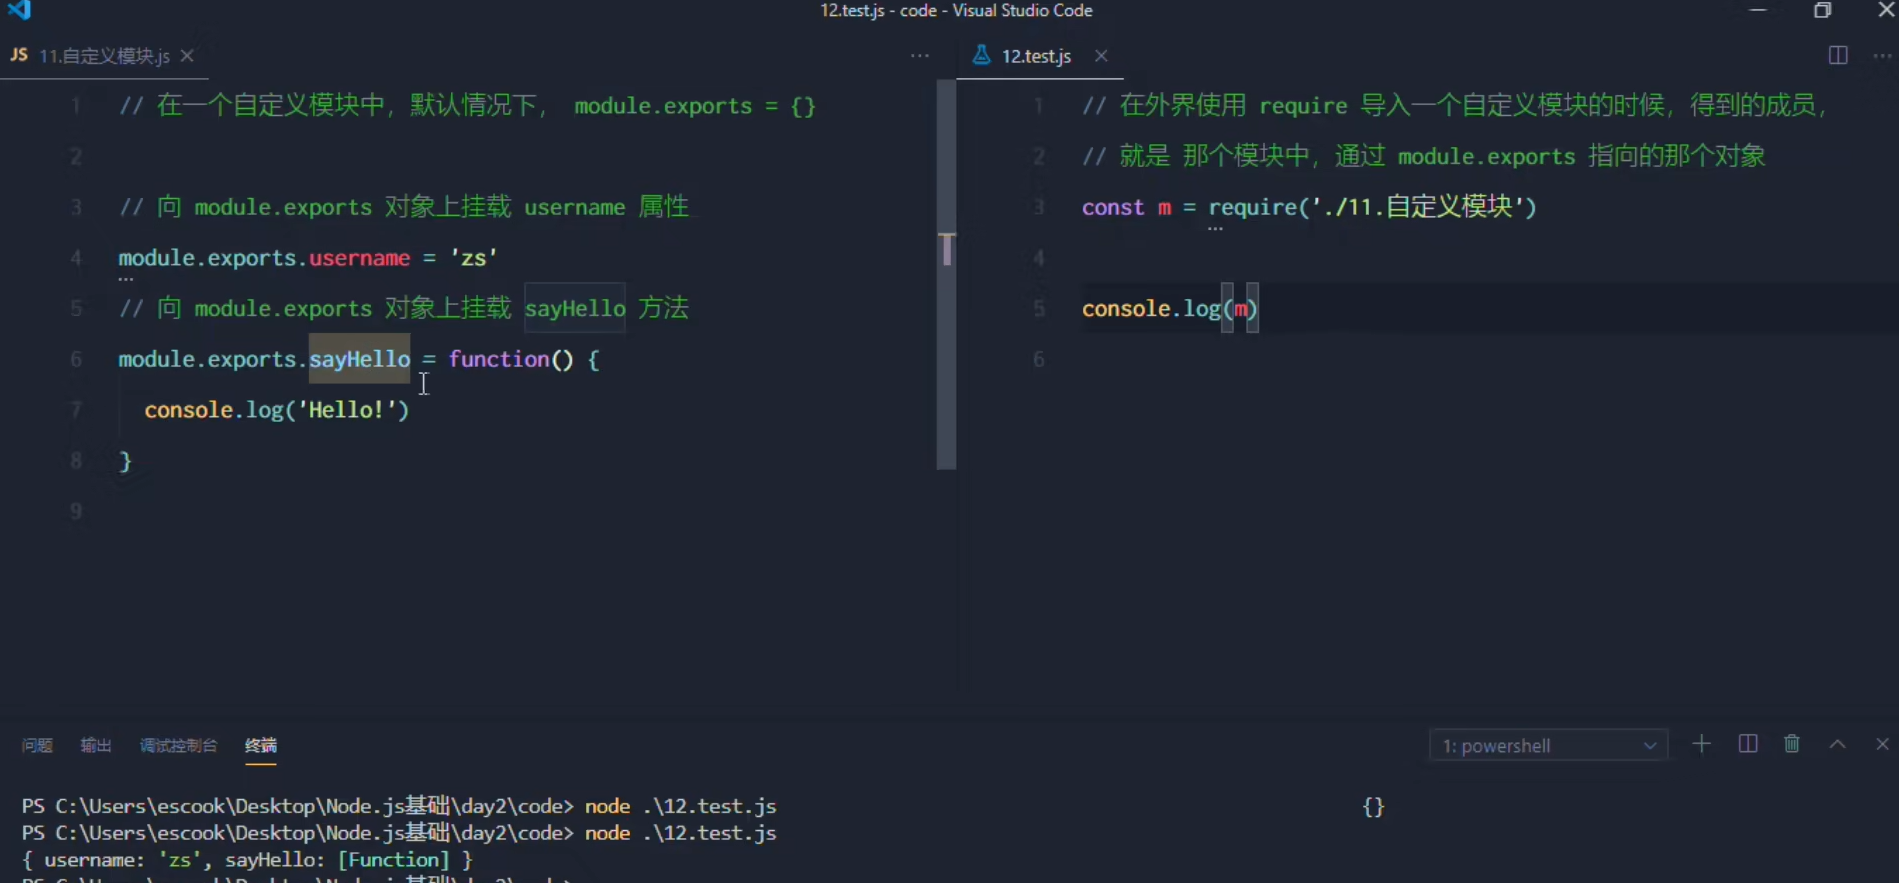 12.test.js - code - Visual Studio Code
JS 11.自定义模块.js
12.test.js
1 // 在一个自定义模块中，默认情况下， module.exports = {}
2
3 // 向 module.exports 对象上挂载 username 属性
4 module.exports.username = 'zs'
5 // 向 module.exports 对象上挂载 sayHello 方法
6 module.exports.sayHello = function() {
7 console.log('Hello!')
8 }
9
1 // 在外界使用 require 导入一个自定义模块的时候，得到的成员，
2 // 就是 那个模块中，通过 module.exports 指向的那个对象
3 const m = require('./11.自定义模块')
4
5 console.log(m)
6
问题 输出 调试控制台 终端 1: powershell
PS C:\Users\escook\Desktop\Node.js基础\day2\code> node .\12.test.js {}
PS C:\Users\escook\Desktop\Node.js基础\day2\code> node .\12.test.js
{ username: 'zs', sayHello: [Function] }